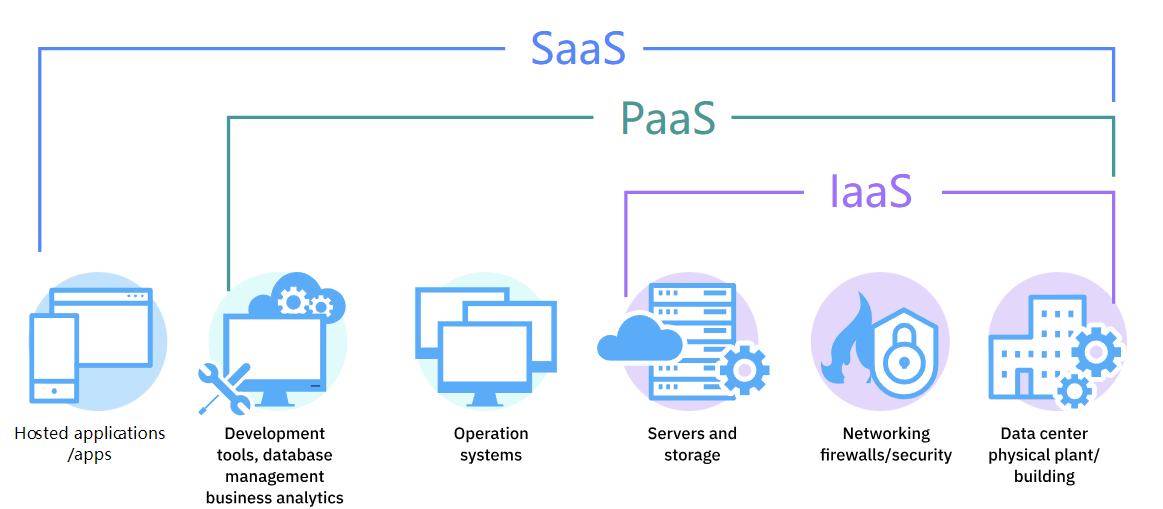 SaaS
PaaS
IaaS
Hosted applications
/apps
Development
tools, database
management
business analytics
Operation
systems
Servers and
storage
Networking
firewalls/security
Data center
physical plant/
building